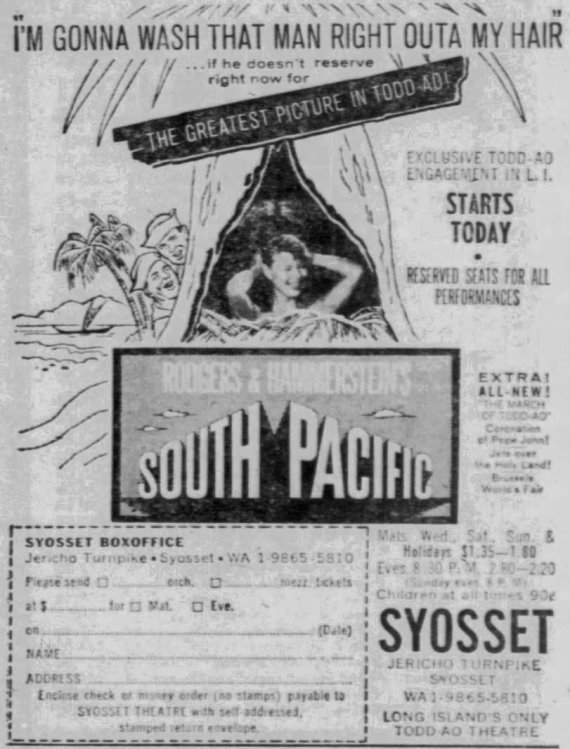 "I'M GONNA WASH THAT MAN RIGHT OUTA MY HAIR"
...if he doesn't reserve
right now for
THE GREATEST PICTURE IN TODD-AO!
EXCLUSIVE TODD-AO
ENGAGEMENT IN L. I.
STARTS
TODAY
•
RESERVED SEATS FOR ALL
PERFORMANCES
RODGERS & HAMMERSTEIN'S
SOUTH PACIFIC
EXTRA!
ALL-NEW!
"THE MARCH
OF TODD-AO"
Coronation
of Pope John!
Jets over
the Holy Land!
Brussels
World's Fair
SYOSSET BOXOFFICE
Jericho Turnpike • Syosset • WA 1-9865-5810
Please send □ orch. □ mezz. tickets
at $ for □ Mat. □ Eve.
on (Date)
NAME
ADDRESS
Enclose check or money order (no stamps) payable to
SYOSSET THEATRE with self-addressed,
stamped return envelope.
Mats. Wed., Sat., Sun. &
Holidays $1.35—1.80
Eves 8:30 P.M. 2.80—2.20
(Sunday eves. 8 P. M.)
Children at all times 90¢
SYOSSET
JERICHO TURNPIKE
SYOSSET
WA 1-9865-5810
LONG ISLAND'S ONLY
TODD-AO THEATRE